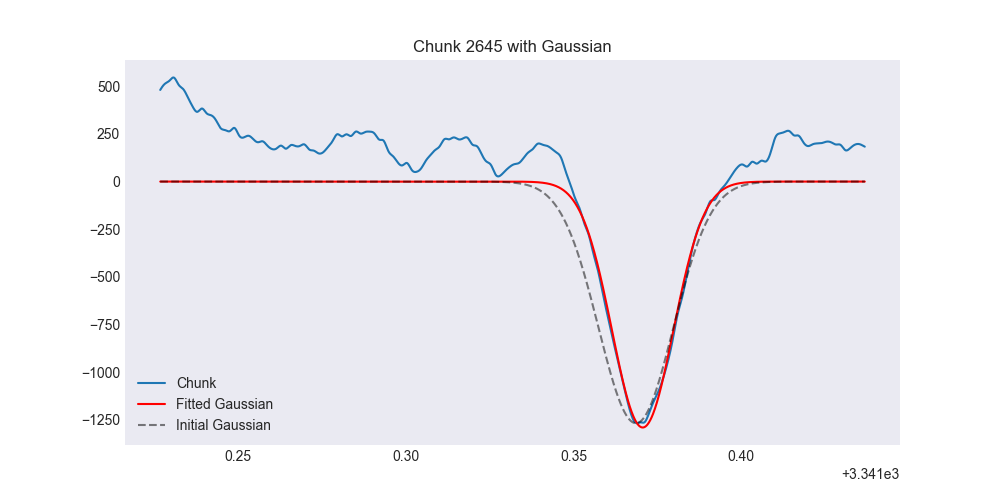 Chunk 2645 with Gaussian
500
250
0
−250
−500
−750
−1000
−1250
Chunk
Fitted Gaussian
Initial Gaussian
0.25 0.30 0.35 0.40
+3.341e3